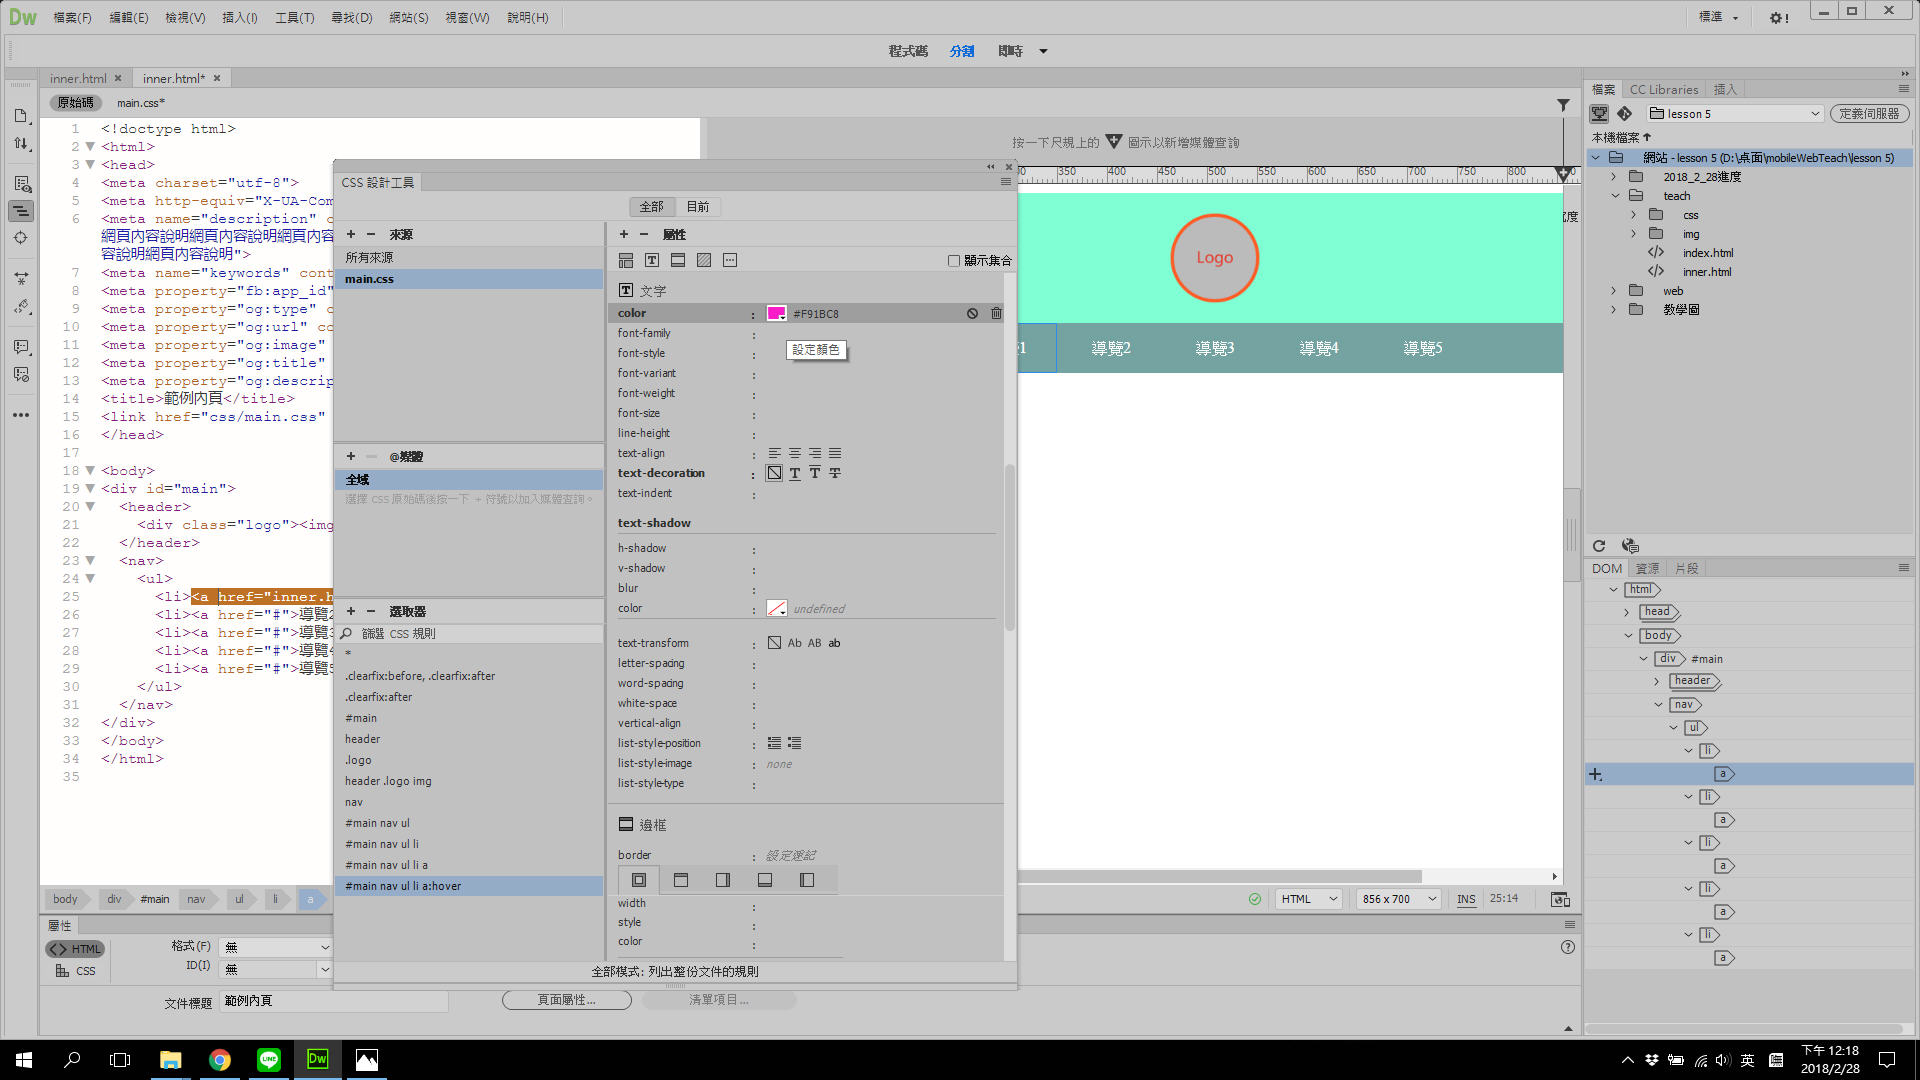 Dw 檔案(F) 編輯(E) 檢視(V) 插入(I) 工具(T) 尋找(D) 網站(S) 視窗(W) 說明(H) 標準
程式碼 分割 即時
inner.html inner.html*
原始碼 main.css*
1 <!doctype html>
2 <html>
3 <head>
4 <meta charset="utf-8">
5 <meta http-equiv="X-UA-Com
6 <meta name="description" c
網頁內容說明網頁內容說明網頁內容
容說明網頁內容說明">
7 <meta name="keywords" cont
8 <meta property="fb:app_id"
9 <meta property="og:type" c
10 <meta property="og:url" co
11 <meta property="og:image"
12 <meta property="og:title"
13 <meta property="og:descrip
14 <title>範例內頁</title>
15 <link href="css/main.css"
16 </head>
17
18 <body>
19 <div id="main">
20 <header>
21 <div class="logo"><img
22 </header>
23 <nav>
24 <ul>
25 <li><a href="inner.h
26 <li><a href="#">導覽2
27 <li><a href="#">導覽3
28 <li><a href="#">導覽4
29 <li><a href="#">導覽5
30 </ul>
31 </nav>
32 </div>
33 </body>
34 </html>
35
body div #main nav ul li a
屬性
HTML
CSS
格式(F) 無
ID(I) 無
文件標題 範例內頁
頁面屬性...
清單項目...
CSS 設計工具
全部 目前
+ − 來源
所有來源
main.css
+ − @媒體
全域
選擇 CSS 原始碼後按一下 + 符號以加入媒體查詢。
+ − 選取器
篩選 CSS 規則
*
.clearfix:before, .clearfix:after
.clearfix:after
#main
header
.logo
header .logo img
nav
#main nav ul
#main nav ul li
#main nav ul li a
#main nav ul li a:hover
+ − 屬性
顯示集合
T 文字
color : #F91BC8
設定顏色
font-family :
font-style :
font-variant :
font-weight :
font-size :
line-height :
text-align :
text-decoration :
text-indent :
text-shadow
h-shadow :
v-shadow :
blur :
color : undefined
text-transform : Ab AB ab
letter-spacing :
word-spacing :
white-space :
vertical-align :
list-style-position :
list-style-image : none
list-style-type :
邊框
border : 設定速記
width :
style :
color :
全部模式: 列出整份文件的規則
按一下尺規上的 圖示以新增媒體查詢
350 400 450 500 550 600 650 700 750 800
Logo
導覽2 導覽3 導覽4 導覽5
HTML 856 x 700 INS 25:14
檔案 CC Libraries 插入
lesson 5 定義伺服器
本機檔案
網站 - lesson 5 (D:\桌面\mobileWebTeach\lesson 5)
2018_2_28進度
teach
css
img
index.html
inner.html
web
教學圖
DOM 資源 片段
html
head
body
div #main
header
nav
ul
li
a
li
a
li
a
li
a
li
a
Dw
LINE
英
下午 12:18
2018/2/28